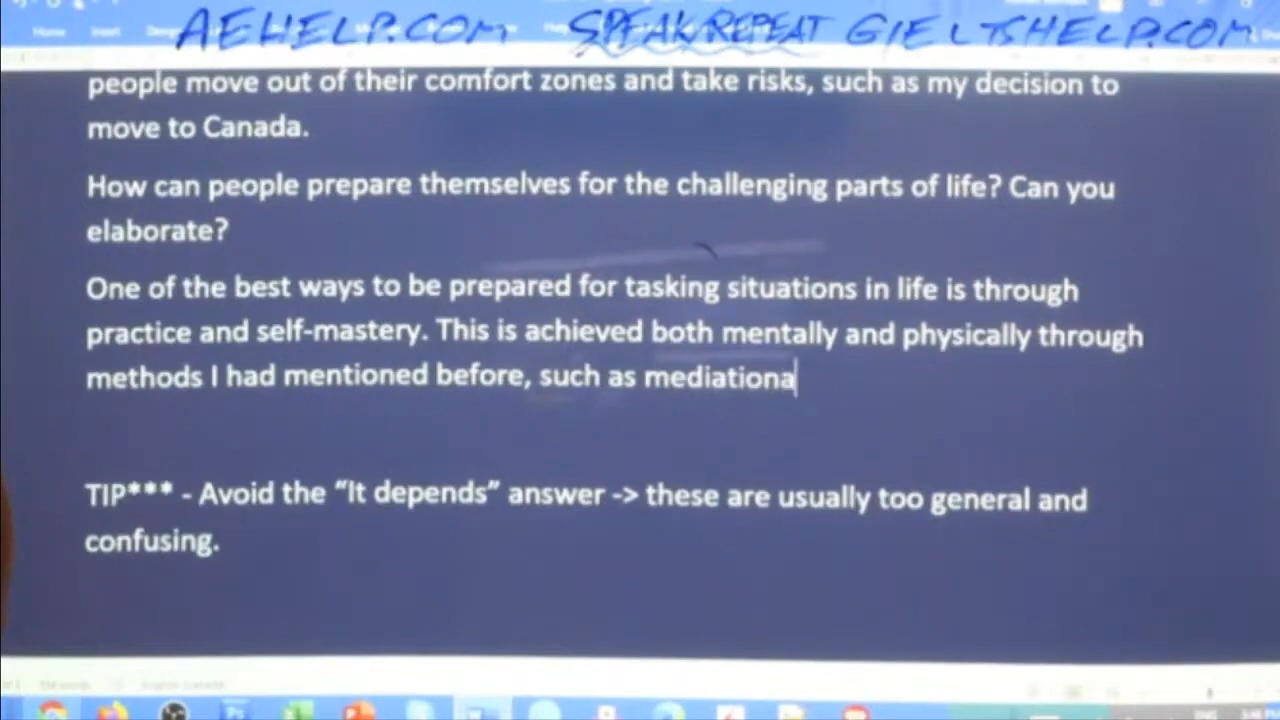 AEHELP.COM SPEAK REPEAT GIELTSHELP.COM
people move out of their comfort zones and take risks, such as my decision to
move to Canada.
How can people prepare themselves for the challenging parts of life? Can you
elaborate?
One of the best ways to be prepared for tasking situations in life is through
practice and self-mastery. This is achieved both mentally and physically through
methods I had mentioned before, such as mediationa
TIP*** - Avoid the “It depends” answer -> these are usually too general and
confusing.